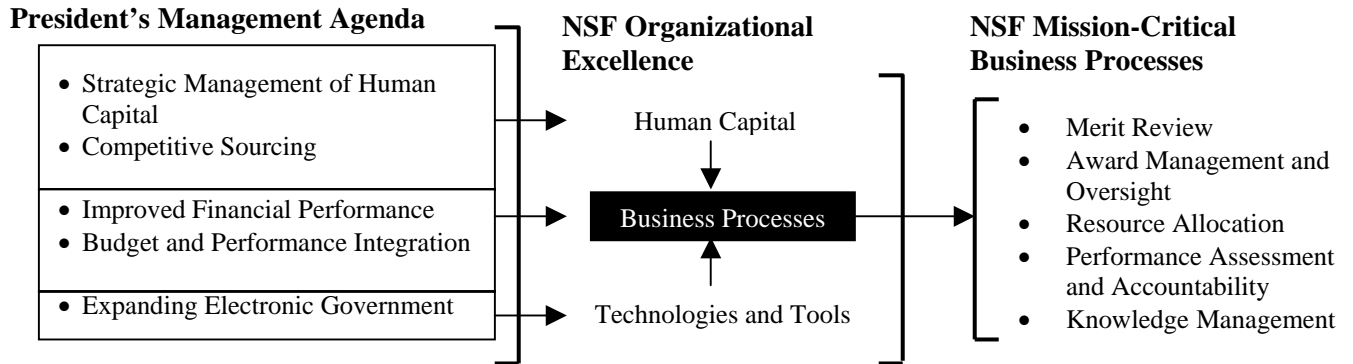 President’s Management Agenda
• Strategic Management of Human
Capital
• Competitive Sourcing
• Improved Financial Performance
• Budget and Performance Integration
• Expanding Electronic Government
NSF Organizational
Excellence
Human Capital
Business Processes
Technologies and Tools
NSF Mission-Critical
Business Processes
• Merit Review
• Award Management and
Oversight
• Resource Allocation
• Performance Assessment
and Accountability
• Knowledge Management